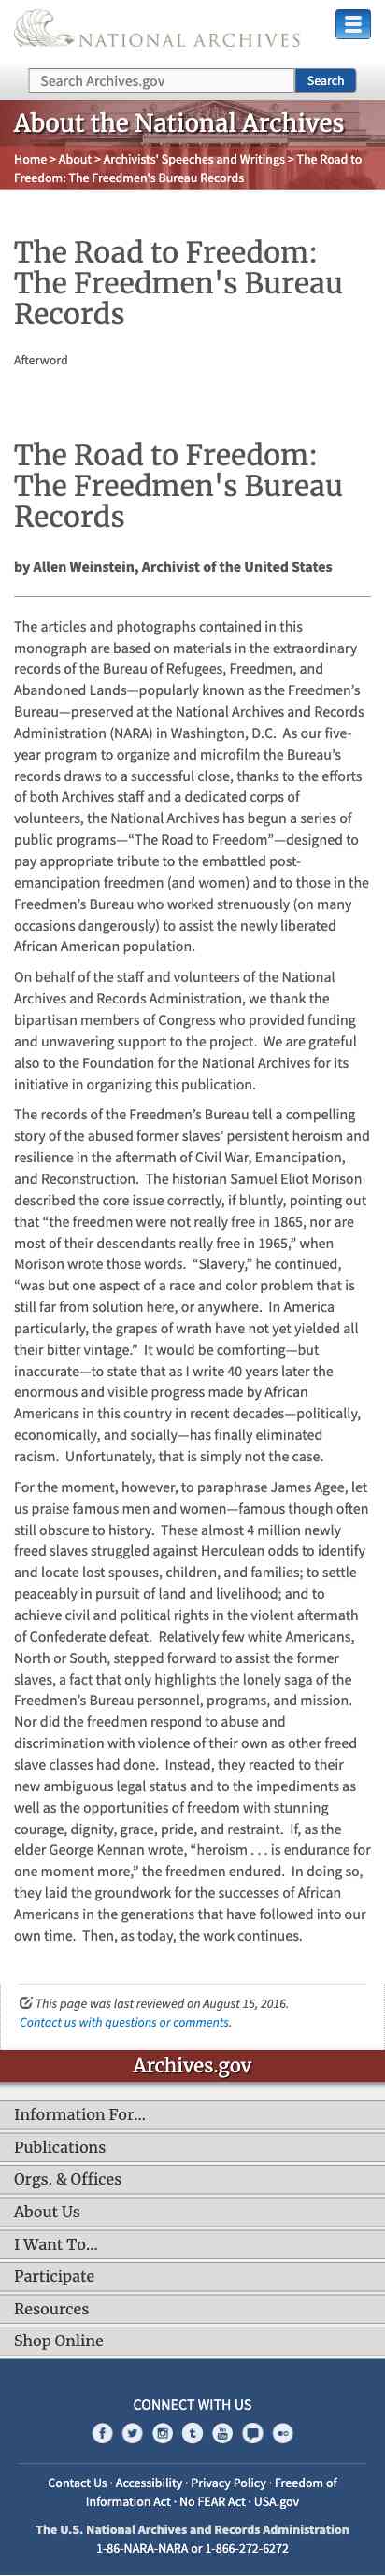 NATIONAL ARCHIVES
Search Archives.gov
Search
About the National Archives
Home > About > Archivists' Speeches and Writings > The Road to
Freedom: The Freedmen's Bureau Records
The Road to Freedom:
The Freedmen's Bureau
Records
Afterword
The Road to Freedom:
The Freedmen's Bureau
Records
by Allen Weinstein, Archivist of the United States
The articles and photographs contained in this
monograph are based on materials in the extraordinary
records of the Bureau of Refugees, Freedmen, and
Abandoned Lands—popularly known as the Freedmen’s
Bureau—preserved at the National Archives and Records
Administration (NARA) in Washington, D.C.  As our five-
year program to organize and microfilm the Bureau’s
records draws to a successful close, thanks to the efforts
of both Archives staff and a dedicated corps of
volunteers, the National Archives has begun a series of
public programs—“The Road to Freedom”—designed to
pay appropriate tribute to the embattled post-
emancipation freedmen (and women) and to those in the
Freedmen’s Bureau who worked strenuously (on many
occasions dangerously) to assist the newly liberated
African American population.
On behalf of the staff and volunteers of the National
Archives and Records Administration, we thank the
bipartisan members of Congress who provided funding
and unwavering support to the project.  We are grateful
also to the Foundation for the National Archives for its
initiative in organizing this publication.
The records of the Freedmen’s Bureau tell a compelling
story of the abused former slaves’ persistent heroism and
resilience in the aftermath of Civil War, Emancipation,
and Reconstruction.  The historian Samuel Eliot Morison
described the core issue correctly, if bluntly, pointing out
that “the freedmen were not really free in 1865, nor are
most of their descendants really free in 1965,” when
Morison wrote those words.  “Slavery,” he continued,
“was but one aspect of a race and color problem that is
still far from solution here, or anywhere.  In America
particularly, the grapes of wrath have not yet yielded all
their bitter vintage.”  It would be comforting—but
inaccurate—to state that as I write 40 years later the
enormous and visible progress made by African
Americans in this country in recent decades—politically,
economically, and socially—has finally eliminated
racism.  Unfortunately, that is simply not the case.
For the moment, however, to paraphrase James Agee, let
us praise famous men and women—famous though often
still obscure to history.  These almost 4 million newly
freed slaves struggled against Herculean odds to identify
and locate lost spouses, children, and families; to settle
peaceably in pursuit of land and livelihood; and to
achieve civil and political rights in the violent aftermath
of Confederate defeat.  Relatively few white Americans,
North or South, stepped forward to assist the former
slaves, a fact that only highlights the lonely saga of the
Freedmen’s Bureau personnel, programs, and mission.
Nor did the freedmen respond to abuse and
discrimination with violence of their own as other freed
slave classes had done.  Instead, they reacted to their
new ambiguous legal status and to the impediments as
well as the opportunities of freedom with stunning
courage, dignity, grace, pride, and restraint.  If, as the
elder George Kennan wrote, “heroism . . . is endurance for
one moment more,” the freedmen endured.  In doing so,
they laid the groundwork for the successes of African
Americans in the generations that have followed into our
own time.  Then, as today, the work continues.
This page was last reviewed on August 15, 2016.
Contact us with questions or comments.
Archives.gov
Information For…
Publications
Orgs. & Offices
About Us
I Want To…
Participate
Resources
Shop Online
CONNECT WITH US
Contact Us · Accessibility · Privacy Policy · Freedom of
Information Act · No FEAR Act · USA.gov
The U.S. National Archives and Records Administration
1-86-NARA-NARA or 1-866-272-6272